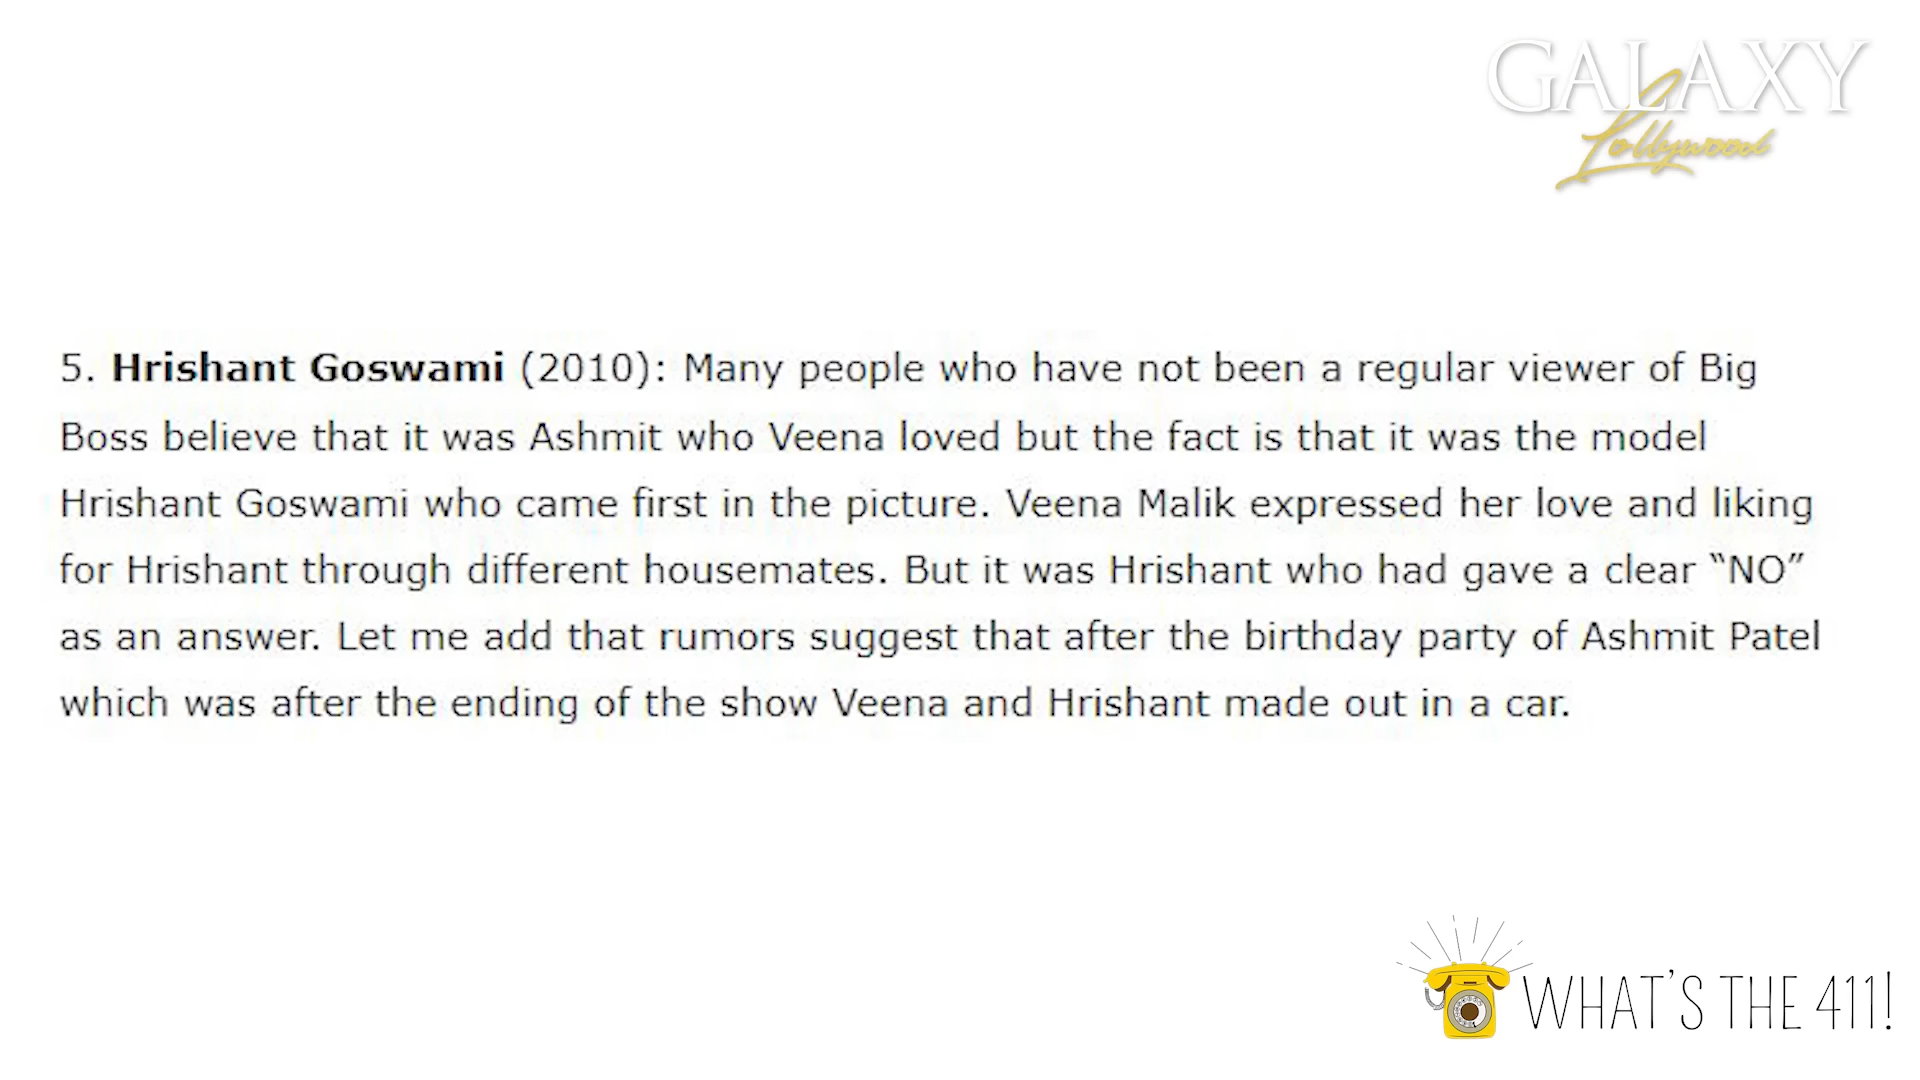 GALAXY
Lollywood
5. Hrishant Goswami (2010): Many people who have not been a regular viewer of Big
Boss believe that it was Ashmit who Veena loved but the fact is that it was the model
Hrishant Goswami who came first in the picture. Veena Malik expressed her love and liking
for Hrishant through different housemates. But it was Hrishant who had gave a clear “NO”
as an answer. Let me add that rumors suggest that after the birthday party of Ashmit Patel
which was after the ending of the show Veena and Hrishant made out in a car.
WHAT'S THE 411!